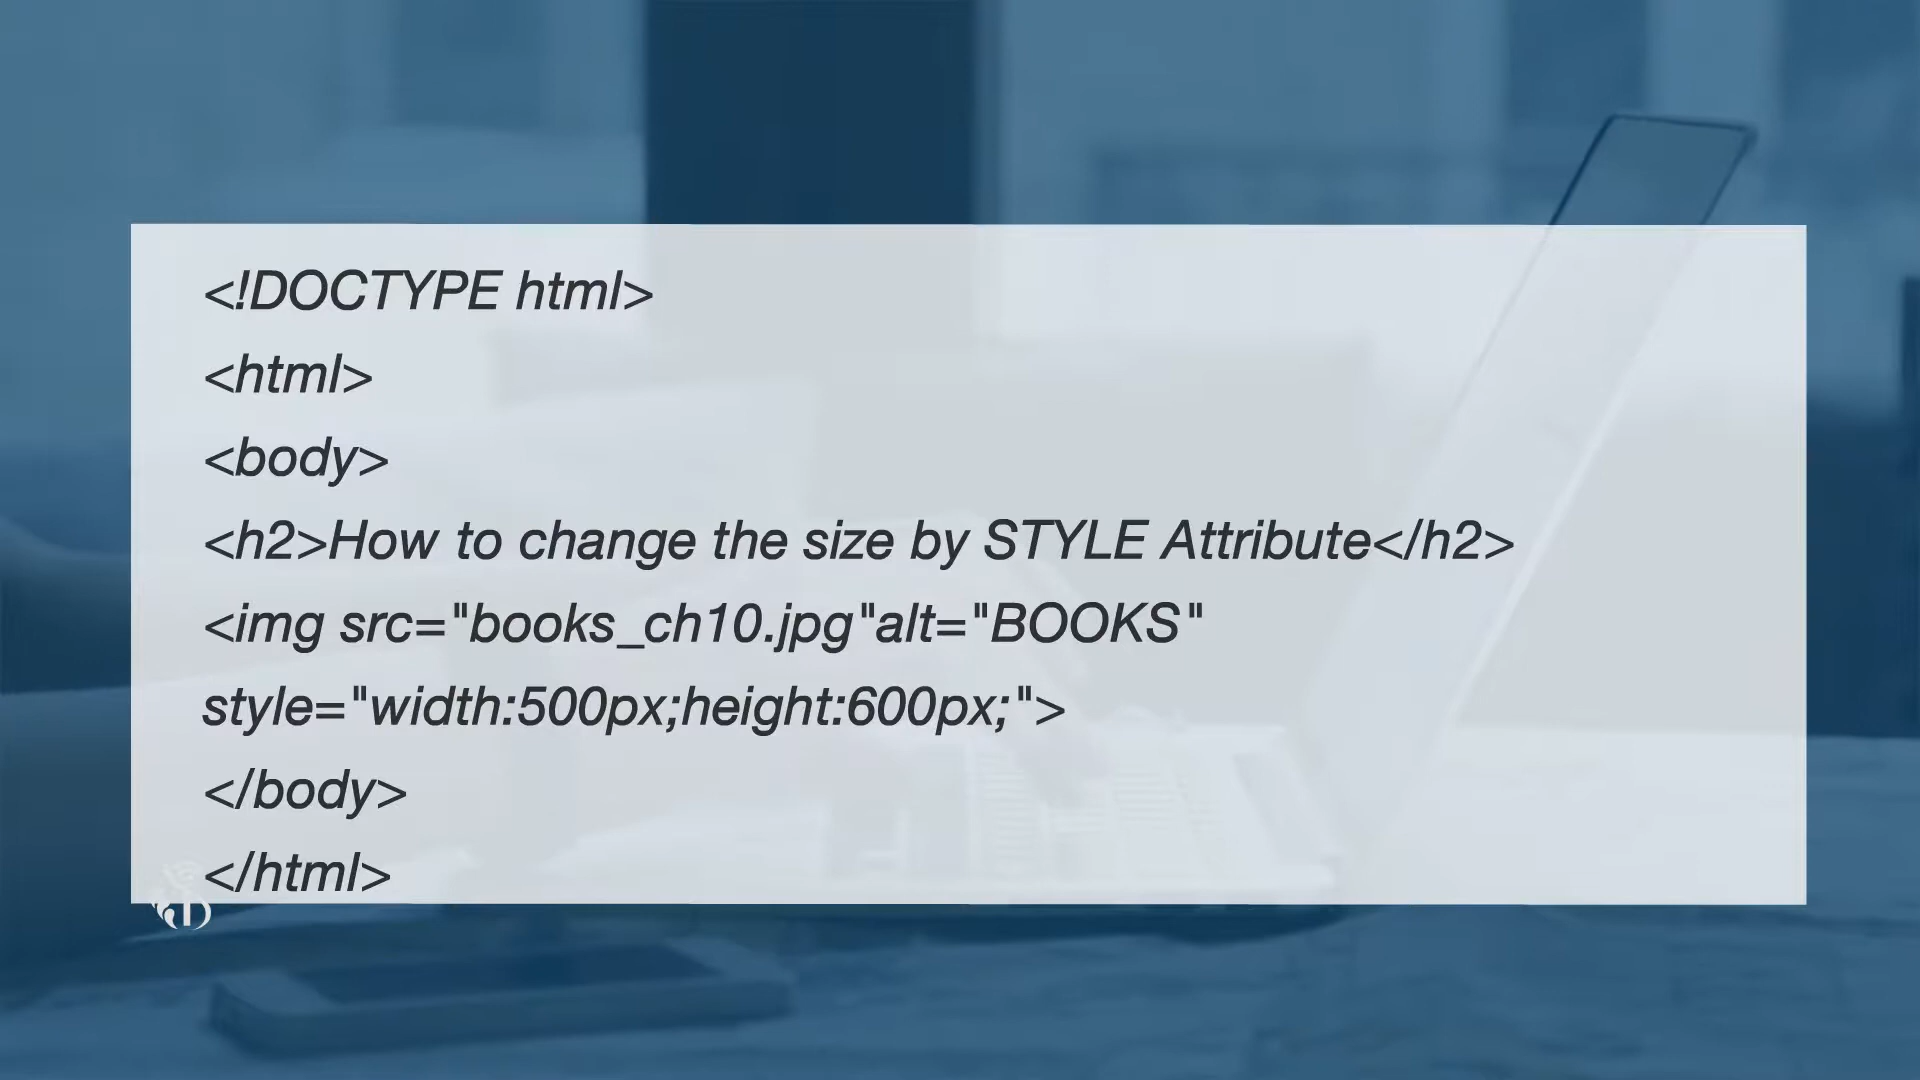 <!DOCTYPE html>
<html>
<body>
<h2>How to change the size by STYLE Attribute</h2>
<img src="books_ch10.jpg"alt="BOOKS"
style="width:500px;height:600px;">
</body>
</html>